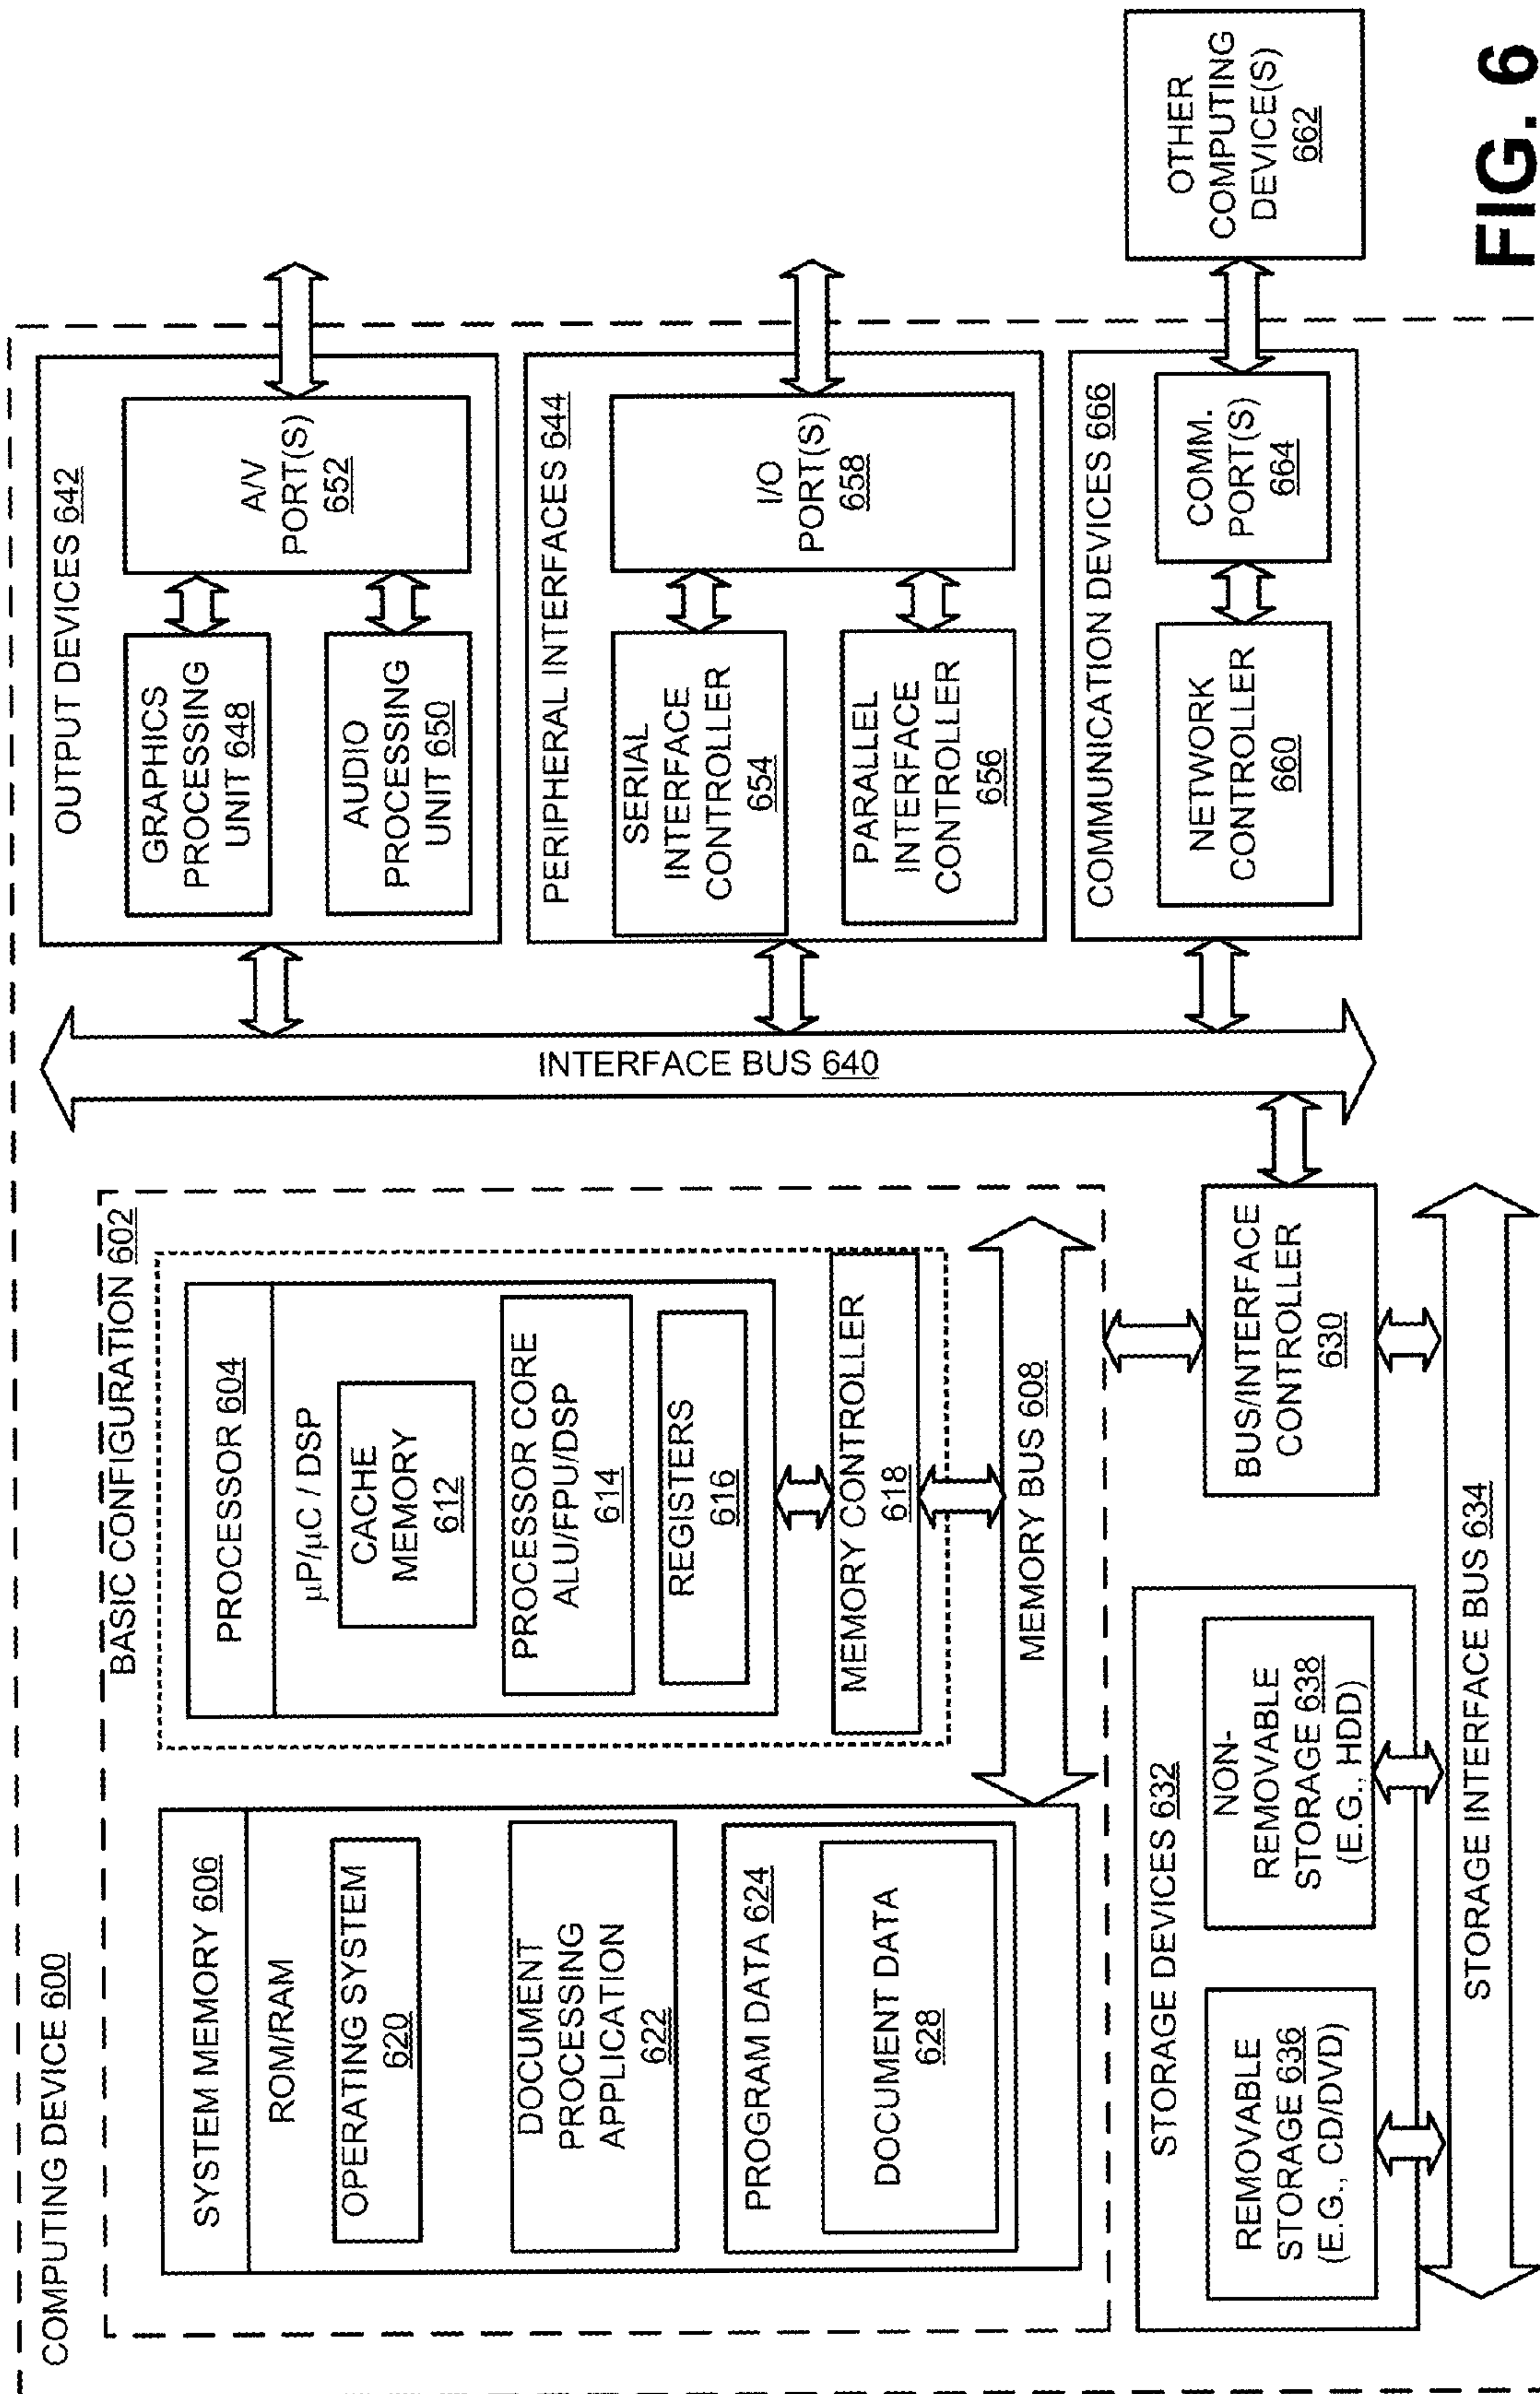 COMPUTING DEVICE 600
BASIC CONFIGURATION 602
SYSTEM MEMORY 606
ROM/RAM
OPERATING SYSTEM
620
DOCUMENT
PROCESSING
APPLICATION
622
PROGRAM DATA 624
DOCUMENT DATA
628
PROCESSOR 604
µP/µC / DSP
CACHE
MEMORY
612
PROCESSOR CORE
ALU/FPU/DSP
614
REGISTERS
616
MEMORY CONTROLLER
618
MEMORY BUS 608
STORAGE DEVICES 632
REMOVABLE
STORAGE 636
(E.G., CD/DVD)
NON-
REMOVABLE
STORAGE 638
(E.G., HDD)
BUS/INTERFACE
CONTROLLER
630
STORAGE INTERFACE BUS 634
INTERFACE BUS 640
OUTPUT DEVICES 642
GRAPHICS
PROCESSING
UNIT 648
AUDIO
PROCESSING
UNIT 650
A/V
PORT(S)
652
PERIPHERAL INTERFACES 644
SERIAL
INTERFACE
CONTROLLER
654
PARALLEL
INTERFACE
CONTROLLER
656
I/O
PORT(S)
658
COMMUNICATION DEVICES 666
NETWORK
CONTROLLER
660
COMM.
PORT(S)
664
OTHER
COMPUTING
DEVICE(S)
662
FIG. 6